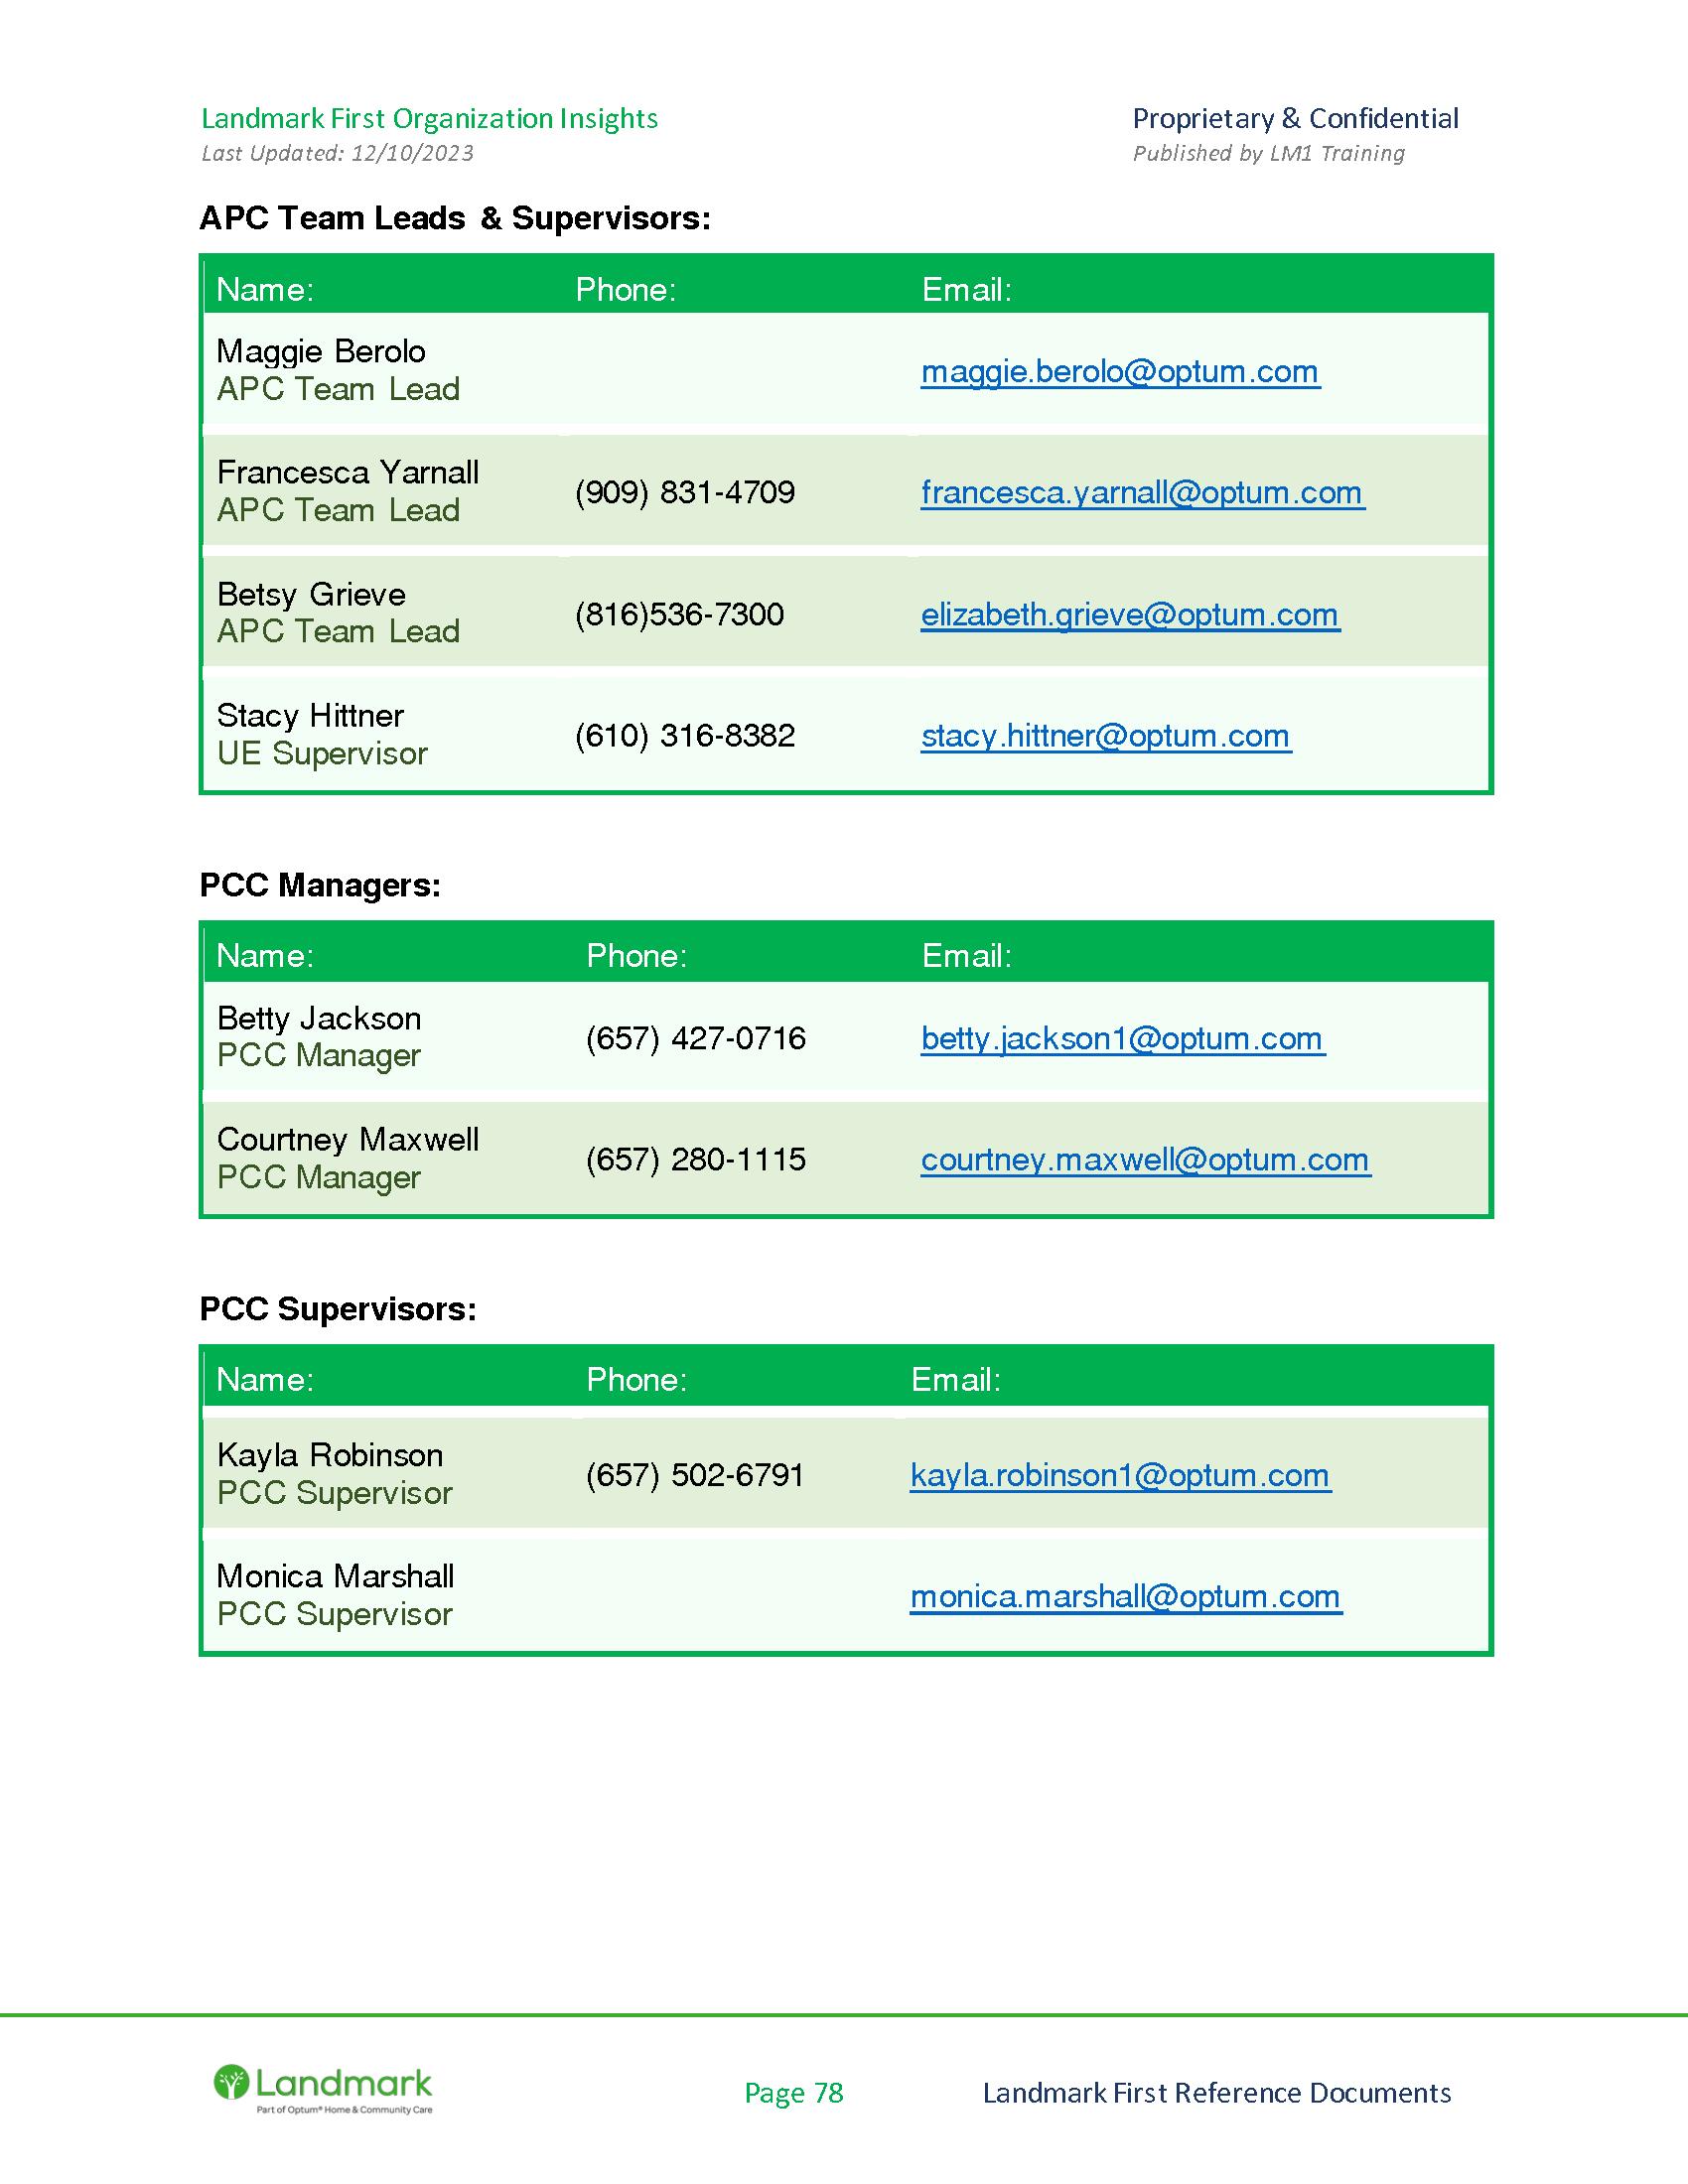 Landmark First Organization Insights Proprietary & Confidential
Last Updated: 12/10/2023 Published by LM1 Training
APC Team Leads & Supervisors:
Name: Phone: Email:
Maggie Berolo
APC Team Lead
maggie.berolo@optum.com
Francesca Yarnall
APC Team Lead
(909) 831-4709 francesca.yarnall@optum.com
Betsy Grieve
APC Team Lead
(816)536-7300 elizabeth.grieve@optum.com
Stacy Hittner
UE Supervisor
(610) 316-8382 stacy.hittner@optum.com
PCC Managers:
Name: Phone: Email:
Betty Jackson
PCC Manager
(657) 427-0716 betty.jackson1@optum.com
Courtney Maxwell
PCC Manager
(657) 280-1115 courtney.maxwell@optum.com
PCC Supervisors:
Name: Phone: Email:
Kayla Robinson
PCC Supervisor
(657) 502-6791 kayla.robinson1@optum.com
Monica Marshall
PCC Supervisor
monica.marshall@optum.com
Landmark
Part of Optum® Home & Community Care
Page 78 Landmark First Reference Documents